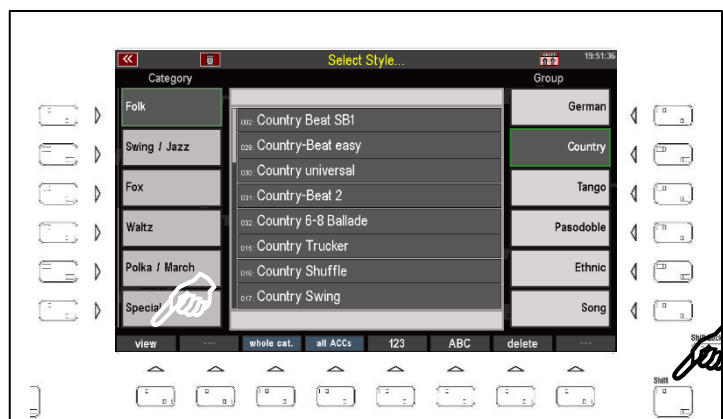 Select Style...
SHIFT
19:51:36
Category
Group
Folk
Swing / Jazz
Fox
Waltz
Polka / March
Special
002: Country Beat SB1
029: Country-Beat easy
030: Country universal
031: Country-Beat 2
032: Country 6-8 Ballade
015: Country Trucker
016: Country Shuffle
017: Country Swing
German
Country
Tango
Pasodoble
Ethnic
Song
view --- whole cat. all ACCs 123 ABC delete ---
Shift